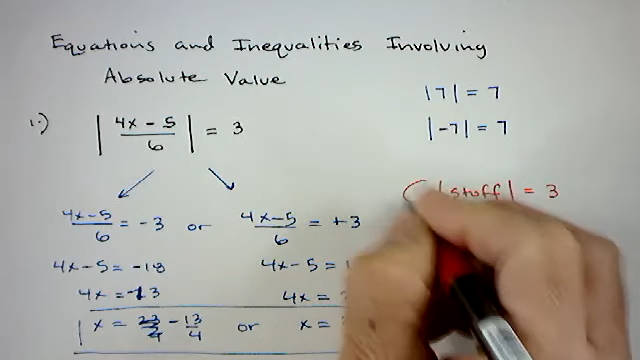 Equations and Inequalities Involving
Absolute Value
1.) | (4x - 5)/6 | = 3
|7| = 7
|-7| = 7
|stuff| = 3
(4x-5)/6 = -3 or (4x-5)/6 = +3
4x-5 = -18
4x-5 =
4x = -13
4x =
x = -13/4 or x =